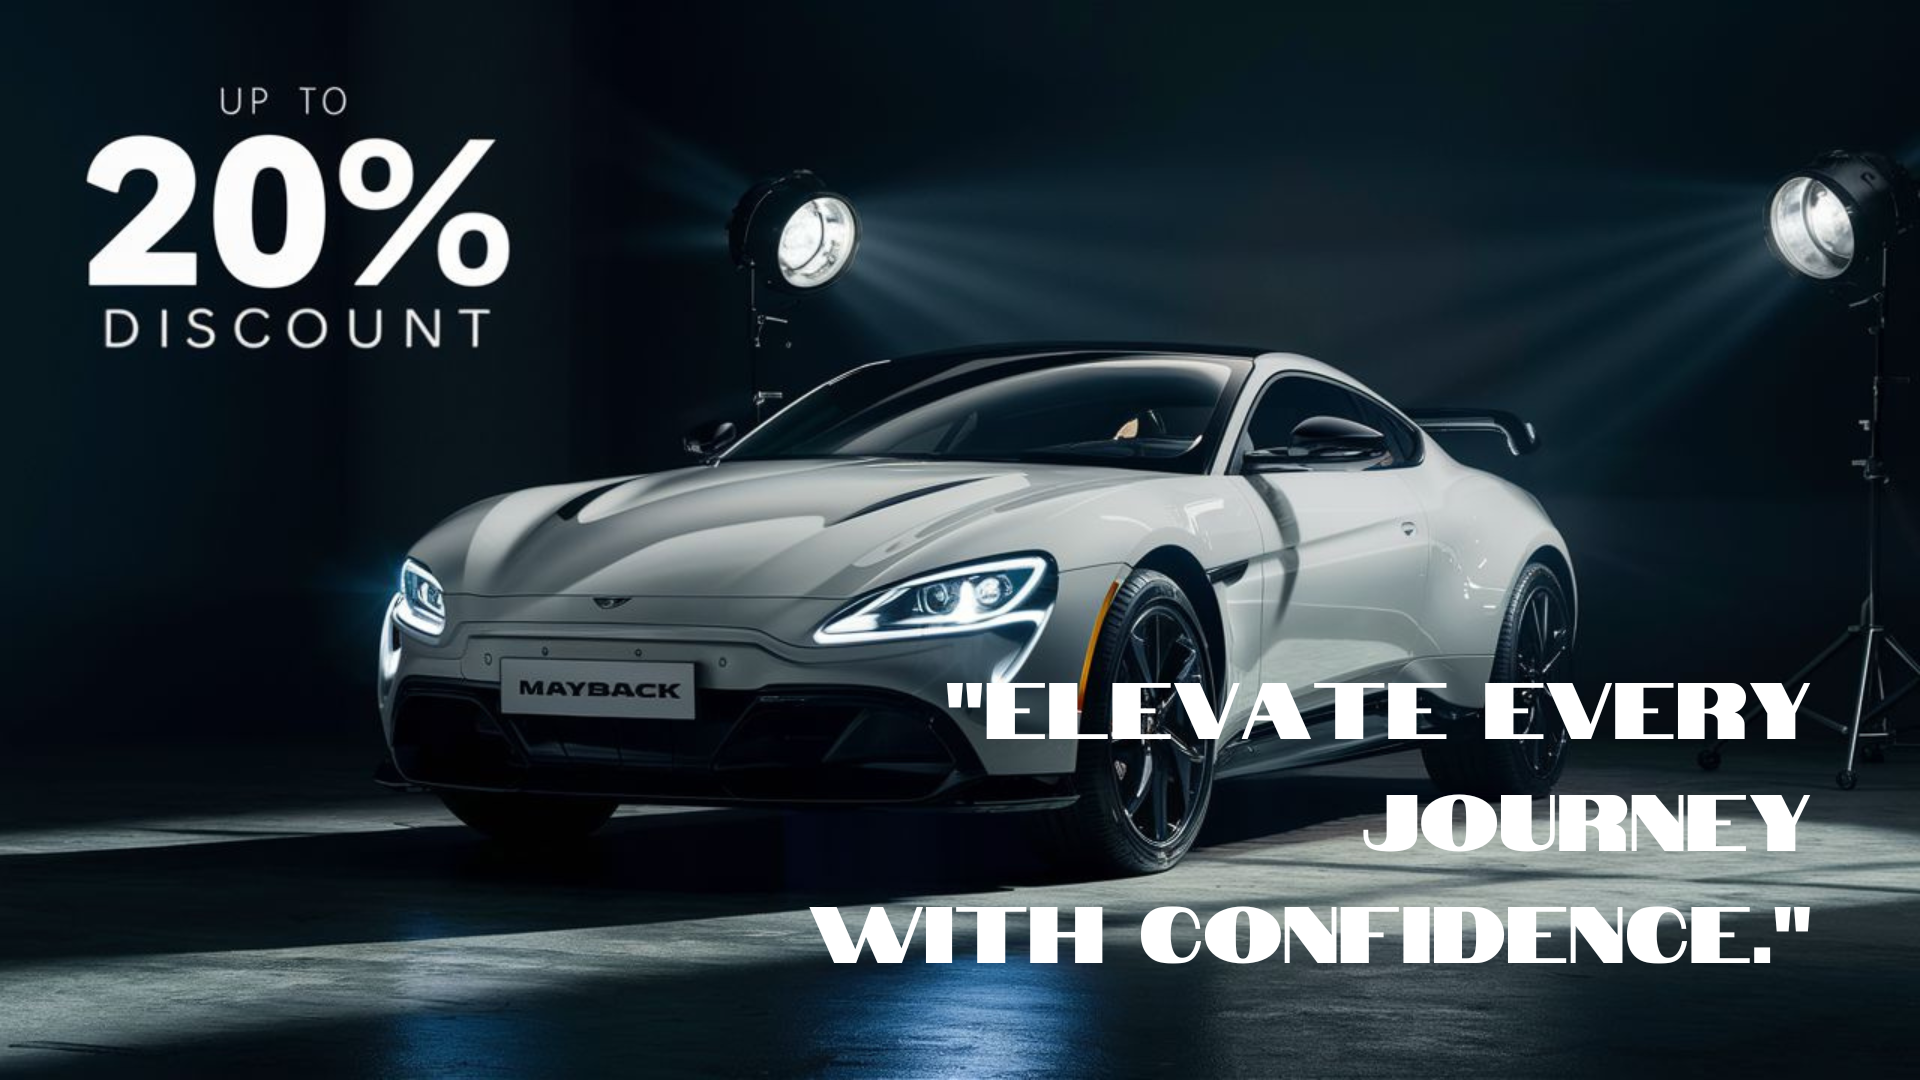 UP TO
20%
DISCOUNT
MAYBACK
"ELEVATE EVERY
JOURNEY
WITH CONFIDENCE."